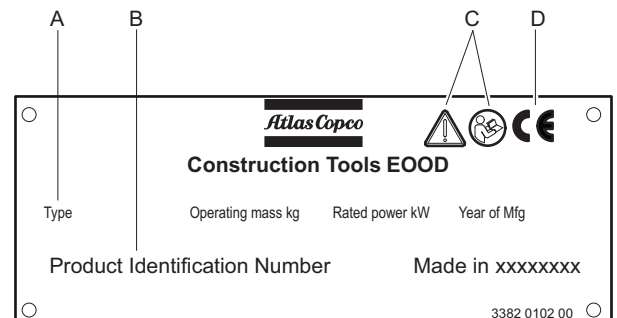 A B C D
Atlas Copco
CE
Construction Tools EOOD
Type Operating mass kg Rated power kW Year of Mfg
Product Identification Number Made in xxxxxxxx
3382 0102 00